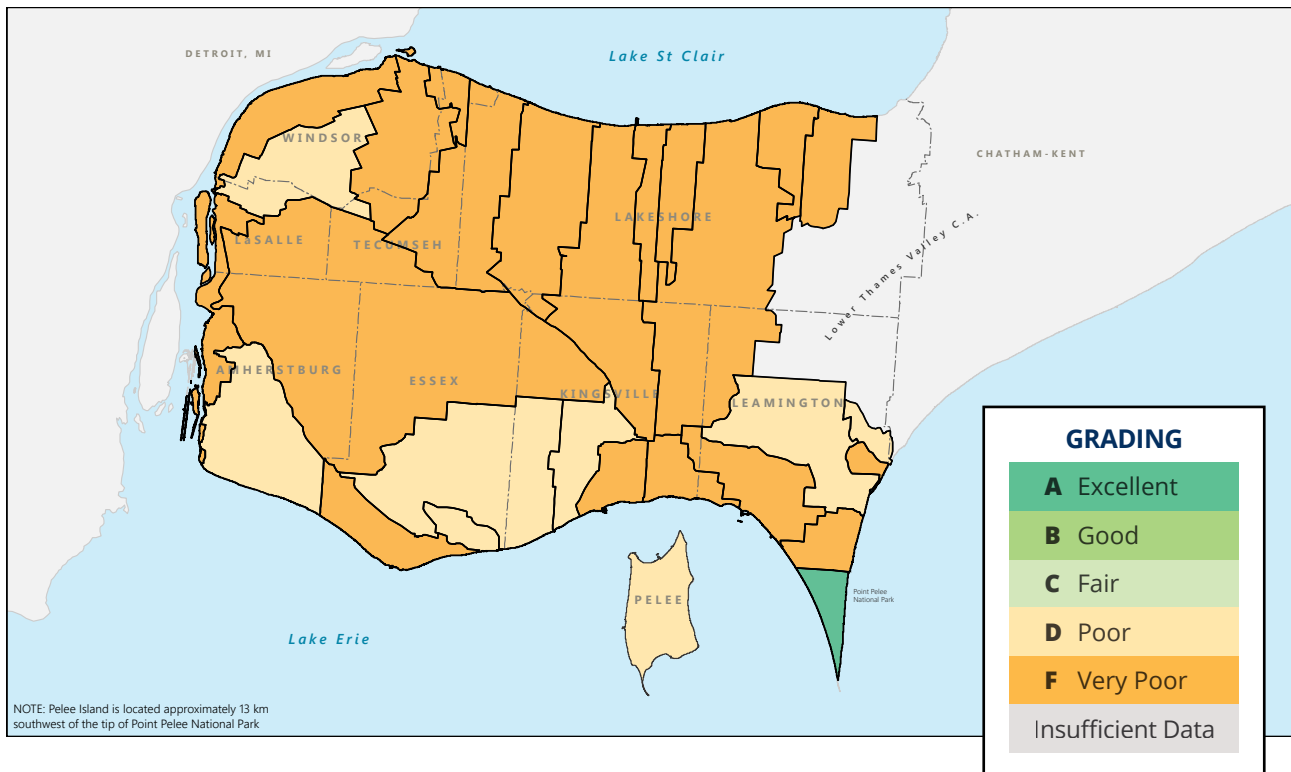 DETROIT, MI
Lake St Clair
WINDSOR
CHATHAM-KENT
LAKESHORE
LaSALLE
TECUMSEH
Lower Thames Valley C.A.
AMHERSTBURG
ESSEX
KINGSVILLE
LEAMINGTON
Point Pelee
National Park
PELEE
Lake Erie
NOTE: Pelee Island is located approximately 13 km
southwest of the tip of Point Pelee National Park
GRADING
A Excellent
B Good
C Fair
D Poor
F Very Poor
Insufficient Data